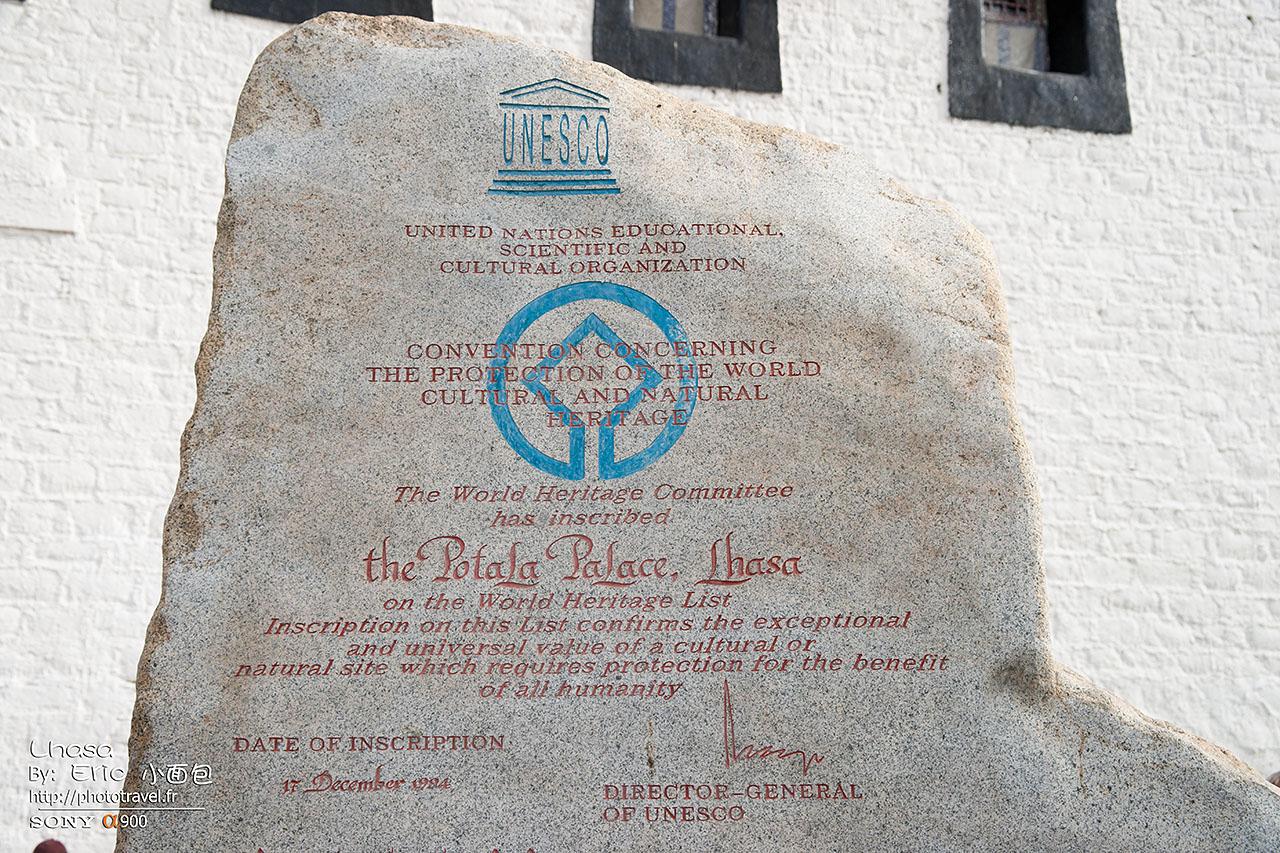 UNESCO
UNITED NATIONS EDUCATIONAL,
SCIENTIFIC AND
CULTURAL ORGANIZATION
CONVENTION CONCERNING
THE PROTECTION OF THE WORLD
CULTURAL AND NATURAL
HERITAGE
The World Heritage Committee
has inscribed
the Potala Palace, Lhasa
on the World Heritage List
Inscription on this List confirms the exceptional
and universal value of a cultural or
natural site which requires protection for the benefit
of all humanity
DATE OF INSCRIPTION
17 December 1994
DIRECTOR-GENERAL
OF UNESCO
Lhasa
By: Eric 小面包
http://phototravel.fr
SONY α900